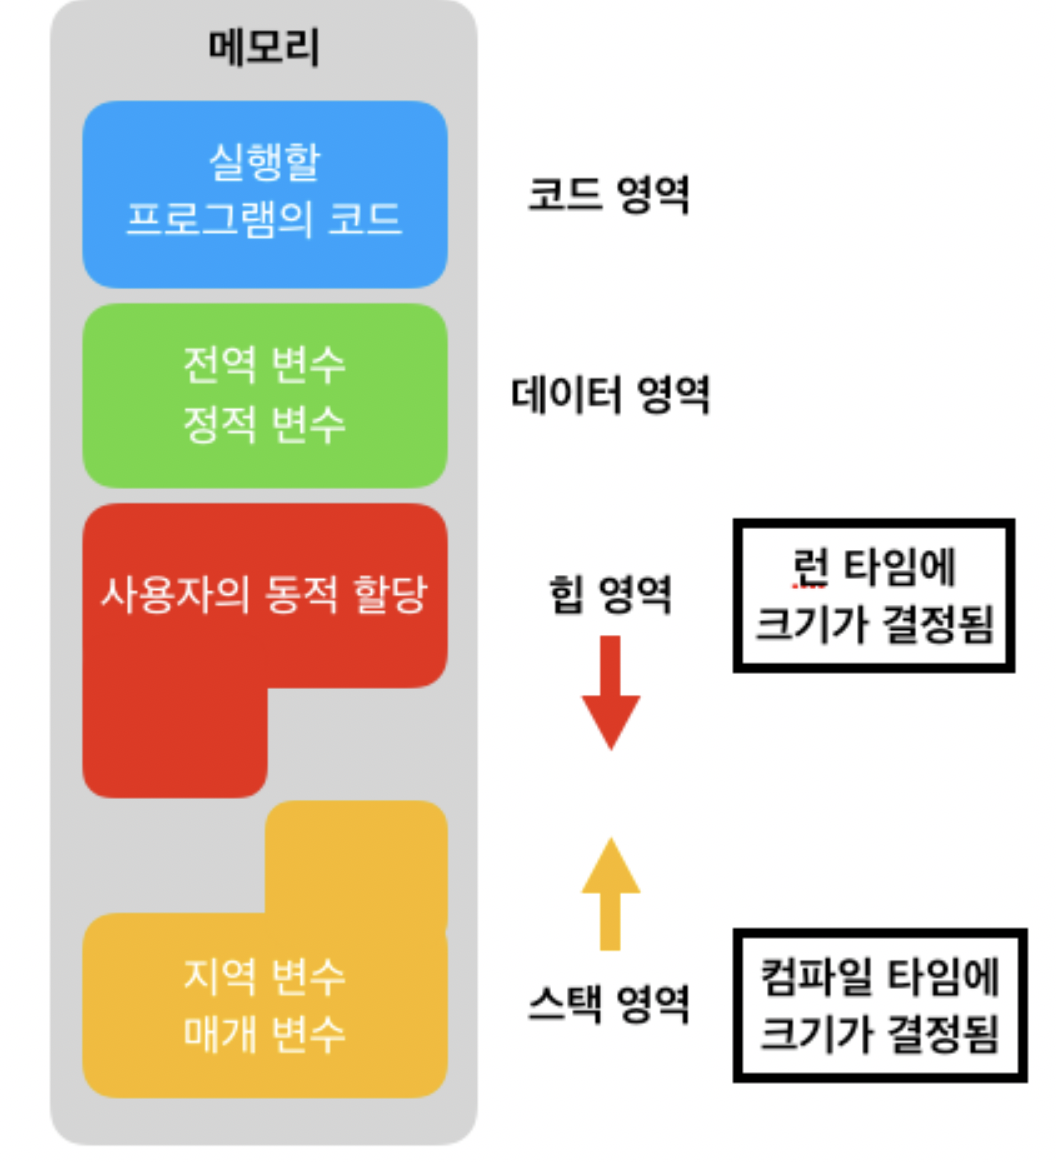 메모리
실행할
프로그램의 코드
코드 영역
전역 변수
정적 변수
데이터 영역
사용자의 동적 할당
힙 영역
런 타임에
크기가 결정됨
지역 변수
매개 변수
스택 영역
컴파일 타임에
크기가 결정됨